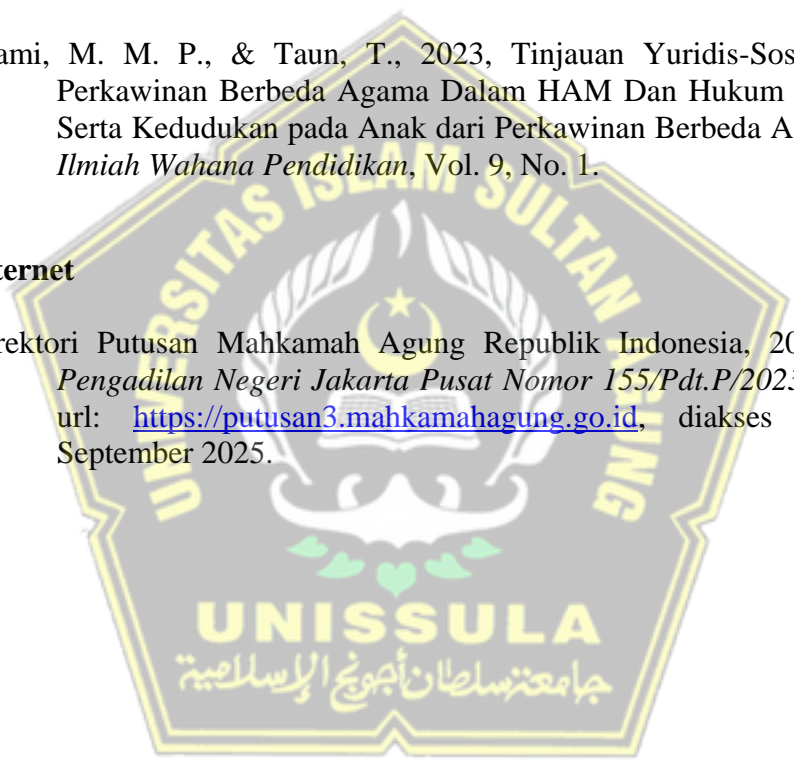 ami, M. M. P., & Taun, T., 2023, Tinjauan Yuridis-Sos
Perkawinan Berbeda Agama Dalam HAM Dan Hukum
Serta Kedudukan pada Anak dari Perkawinan Berbeda A
Ilmiah Wahana Pendidikan, Vol. 9, No. 1.
ternet
rektori Putusan Mahkamah Agung Republik Indonesia, 20
Pengadilan Negeri Jakarta Pusat Nomor 155/Pdt.P/2023
url: https://putusan3.mahkamahagung.go.id, diakses
September 2025.
UNIVERSITAS ISLAM SULTAN AGUNG
UNISSULA
جامعة سلطان أجونج الإسلامية